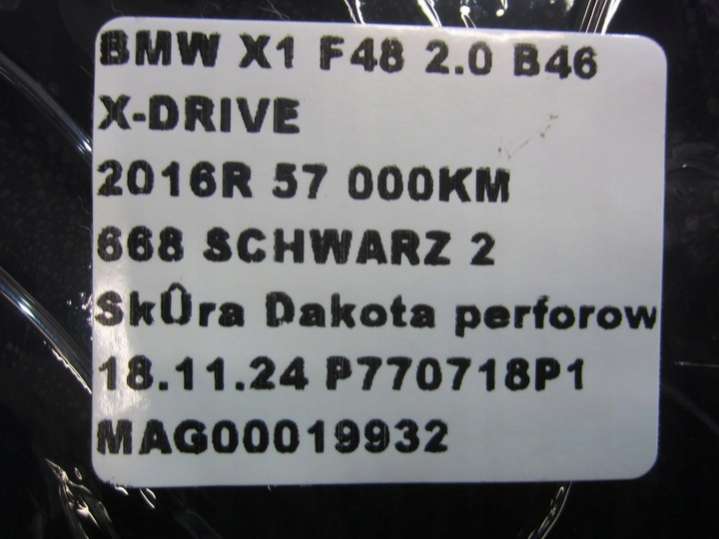 BMW X1 F48 2.0 B46
X-DRIVE
2016R 57 000KM
668 SCHWARZ 2
SkÛra Dakota perforow
18.11.24 P770718P1
MAG00019932